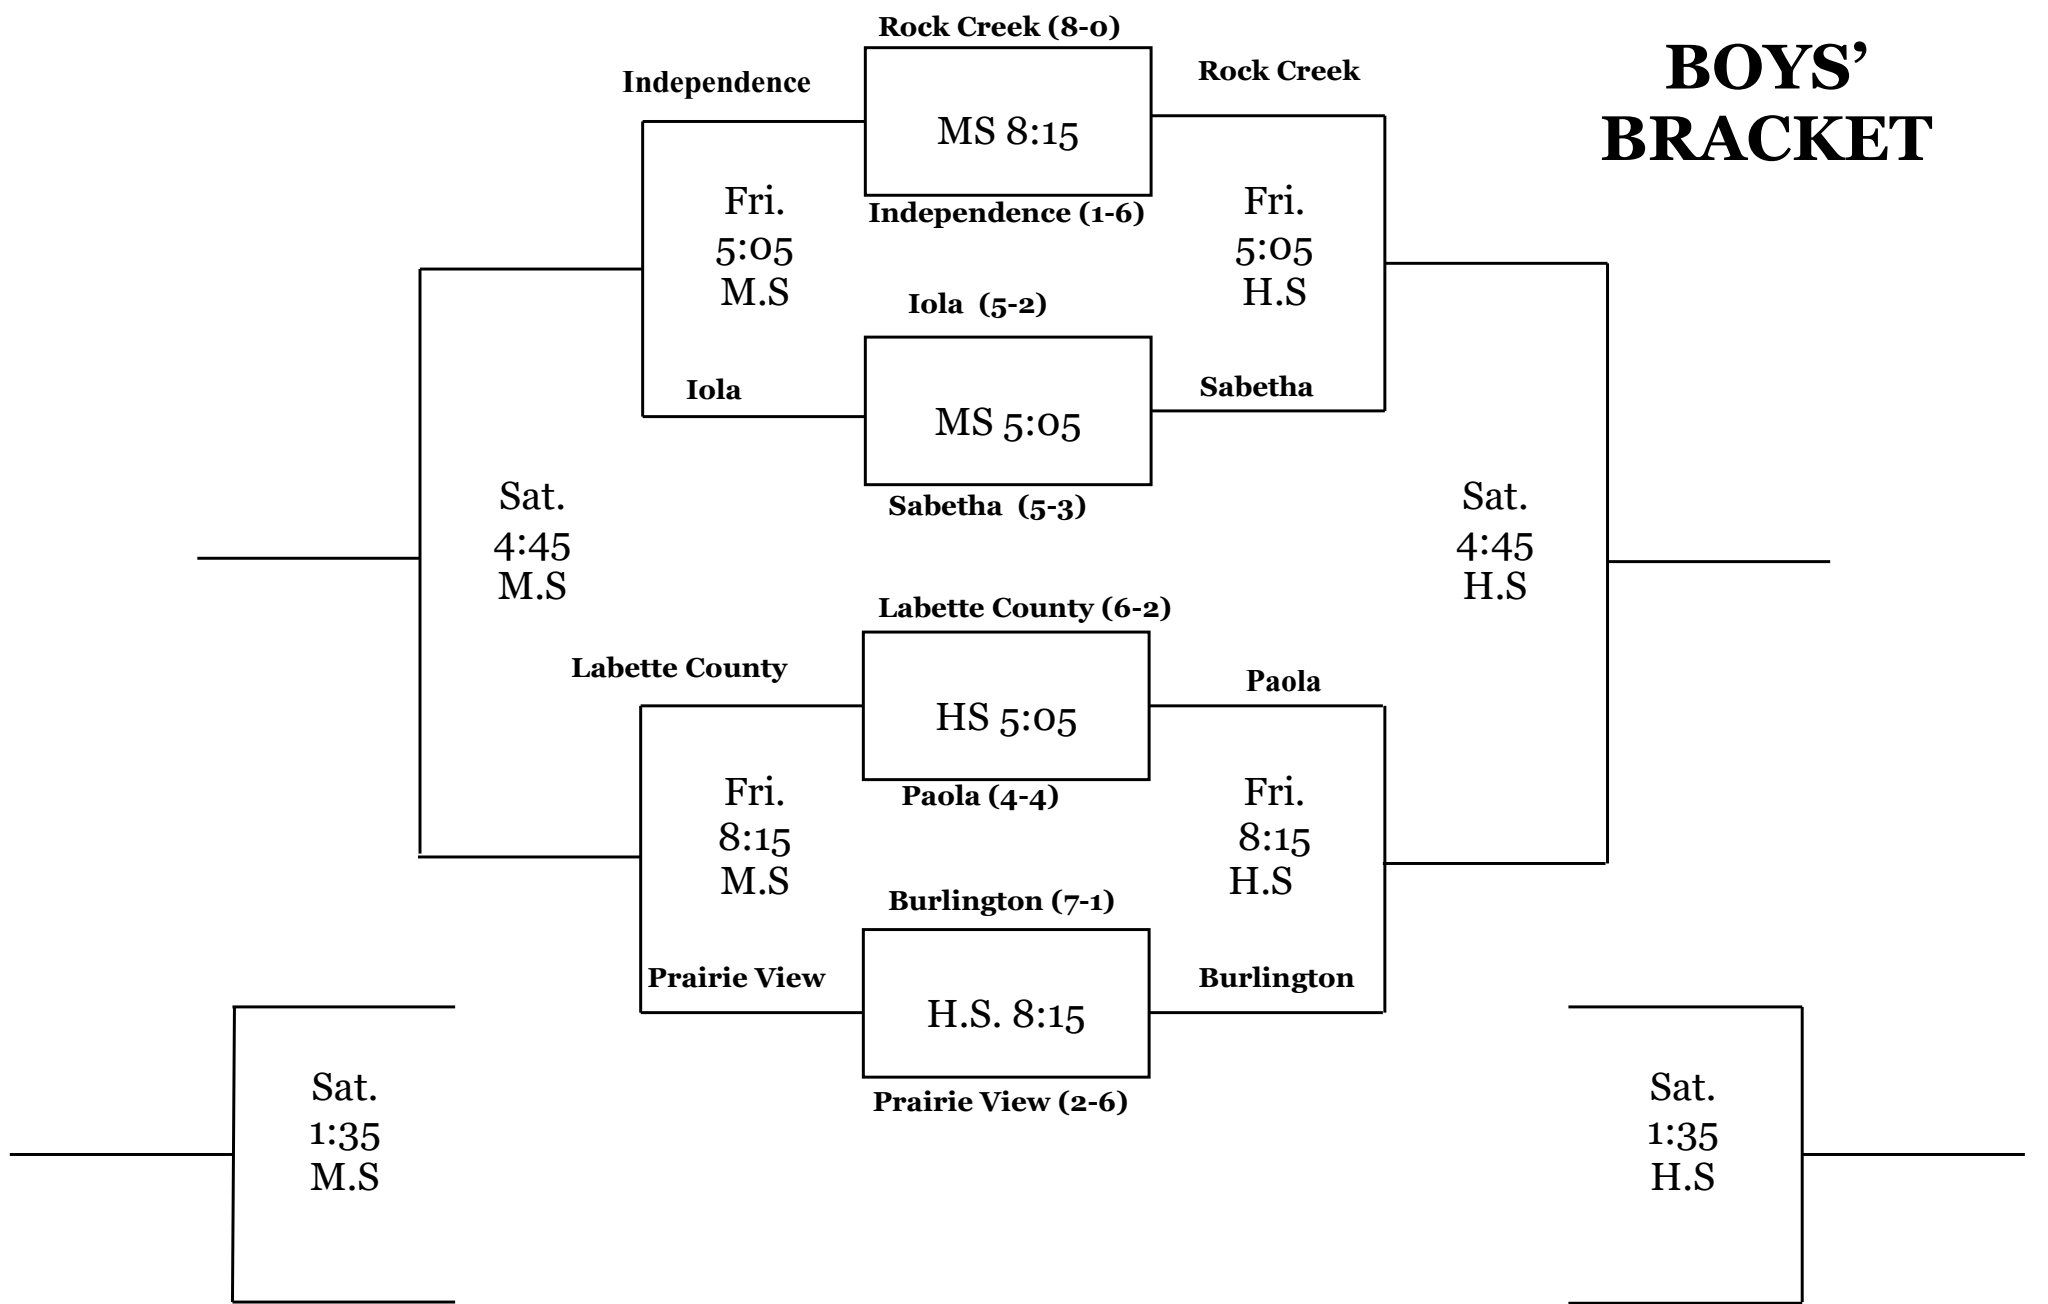 BOYS’
BRACKET
Rock Creek (8-0)
Independence
MS 8:15
Rock Creek
Independence (1-6)
Fri.
5:05
M.S
Fri.
5:05
H.S
Iola (5-2)
Iola
MS 5:05
Sabetha
Sabetha (5-3)
Sat.
4:45
M.S
Sat.
4:45
H.S
Labette County (6-2)
Labette County
HS 5:05
Paola
Paola (4-4)
Fri.
8:15
M.S
Fri.
8:15
H.S
Burlington (7-1)
Prairie View
H.S. 8:15
Burlington
Prairie View (2-6)
Sat.
1:35
M.S
Sat.
1:35
H.S